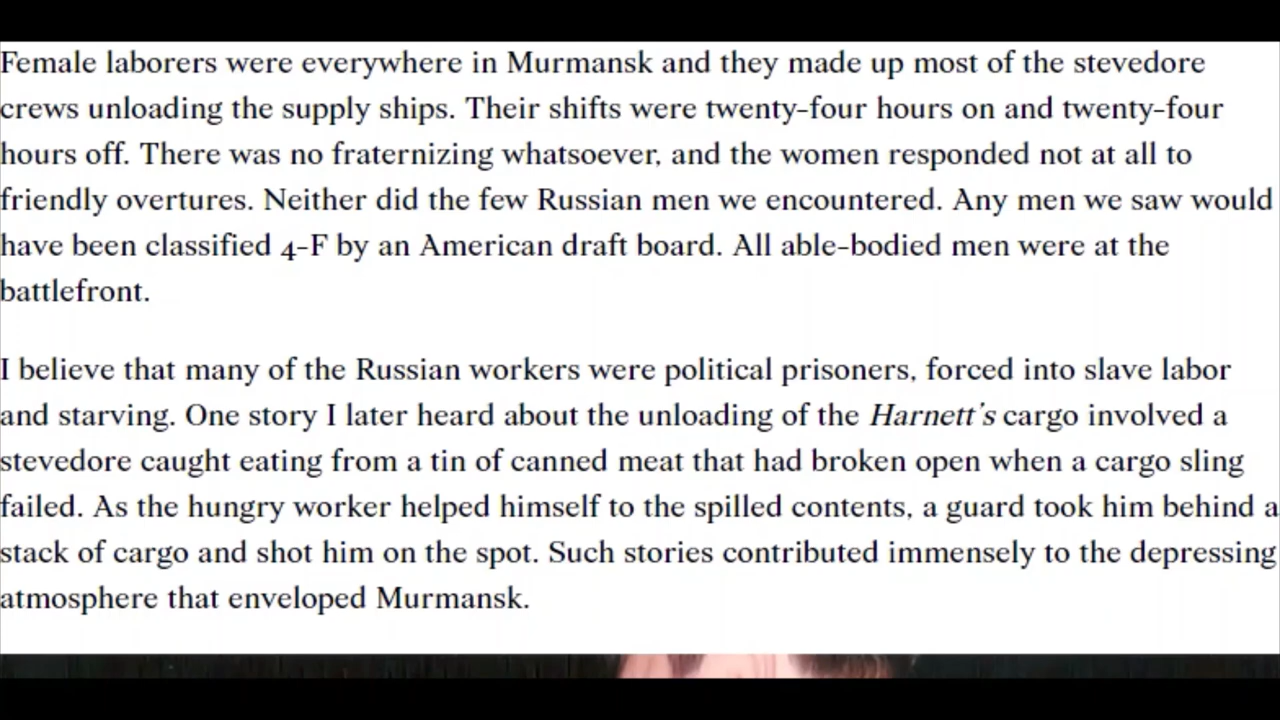 Female laborers were everywhere in Murmansk and they made up most of the stevedore
crews unloading the supply ships. Their shifts were twenty-four hours on and twenty-four
hours off. There was no fraternizing whatsoever, and the women responded not at all to
friendly overtures. Neither did the few Russian men we encountered. Any men we saw would
have been classified 4-F by an American draft board. All able-bodied men were at the
battlefront.
I believe that many of the Russian workers were political prisoners, forced into slave labor
and starving. One story I later heard about the unloading of the Harnett's cargo involved a
stevedore caught eating from a tin of canned meat that had broken open when a cargo sling
failed. As the hungry worker helped himself to the spilled contents, a guard took him behind a
stack of cargo and shot him on the spot. Such stories contributed immensely to the depressing
atmosphere that enveloped Murmansk.